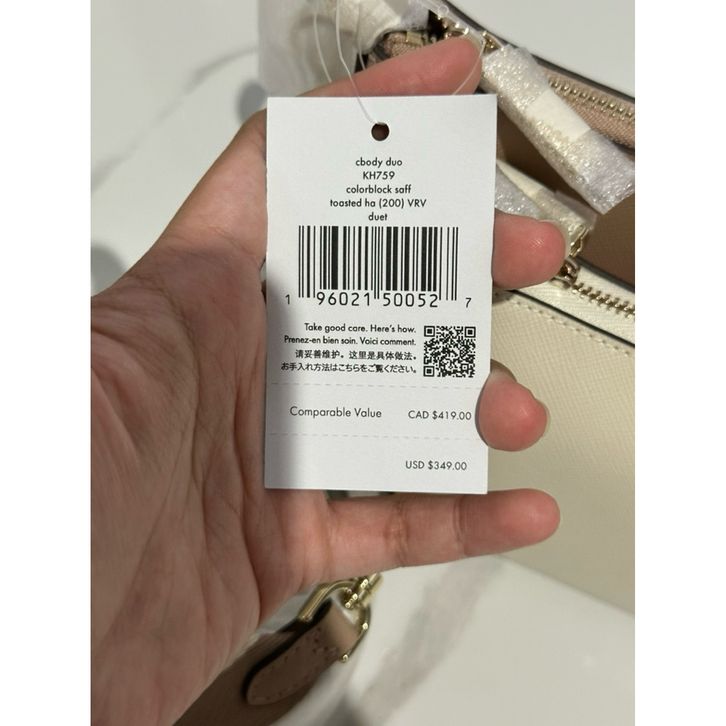 cbody duo
KH759
colorblock saff
toasted ha (200) VRV
duet
1 96021 50052 7
Take good care. Here's how.
Prenez-en bien soin. Voici comment.
请妥善维护。这里是具体做法。
お手入れ方法はこちらをご覧ください。
Comparable Value CAD $419.00
USD $349.00